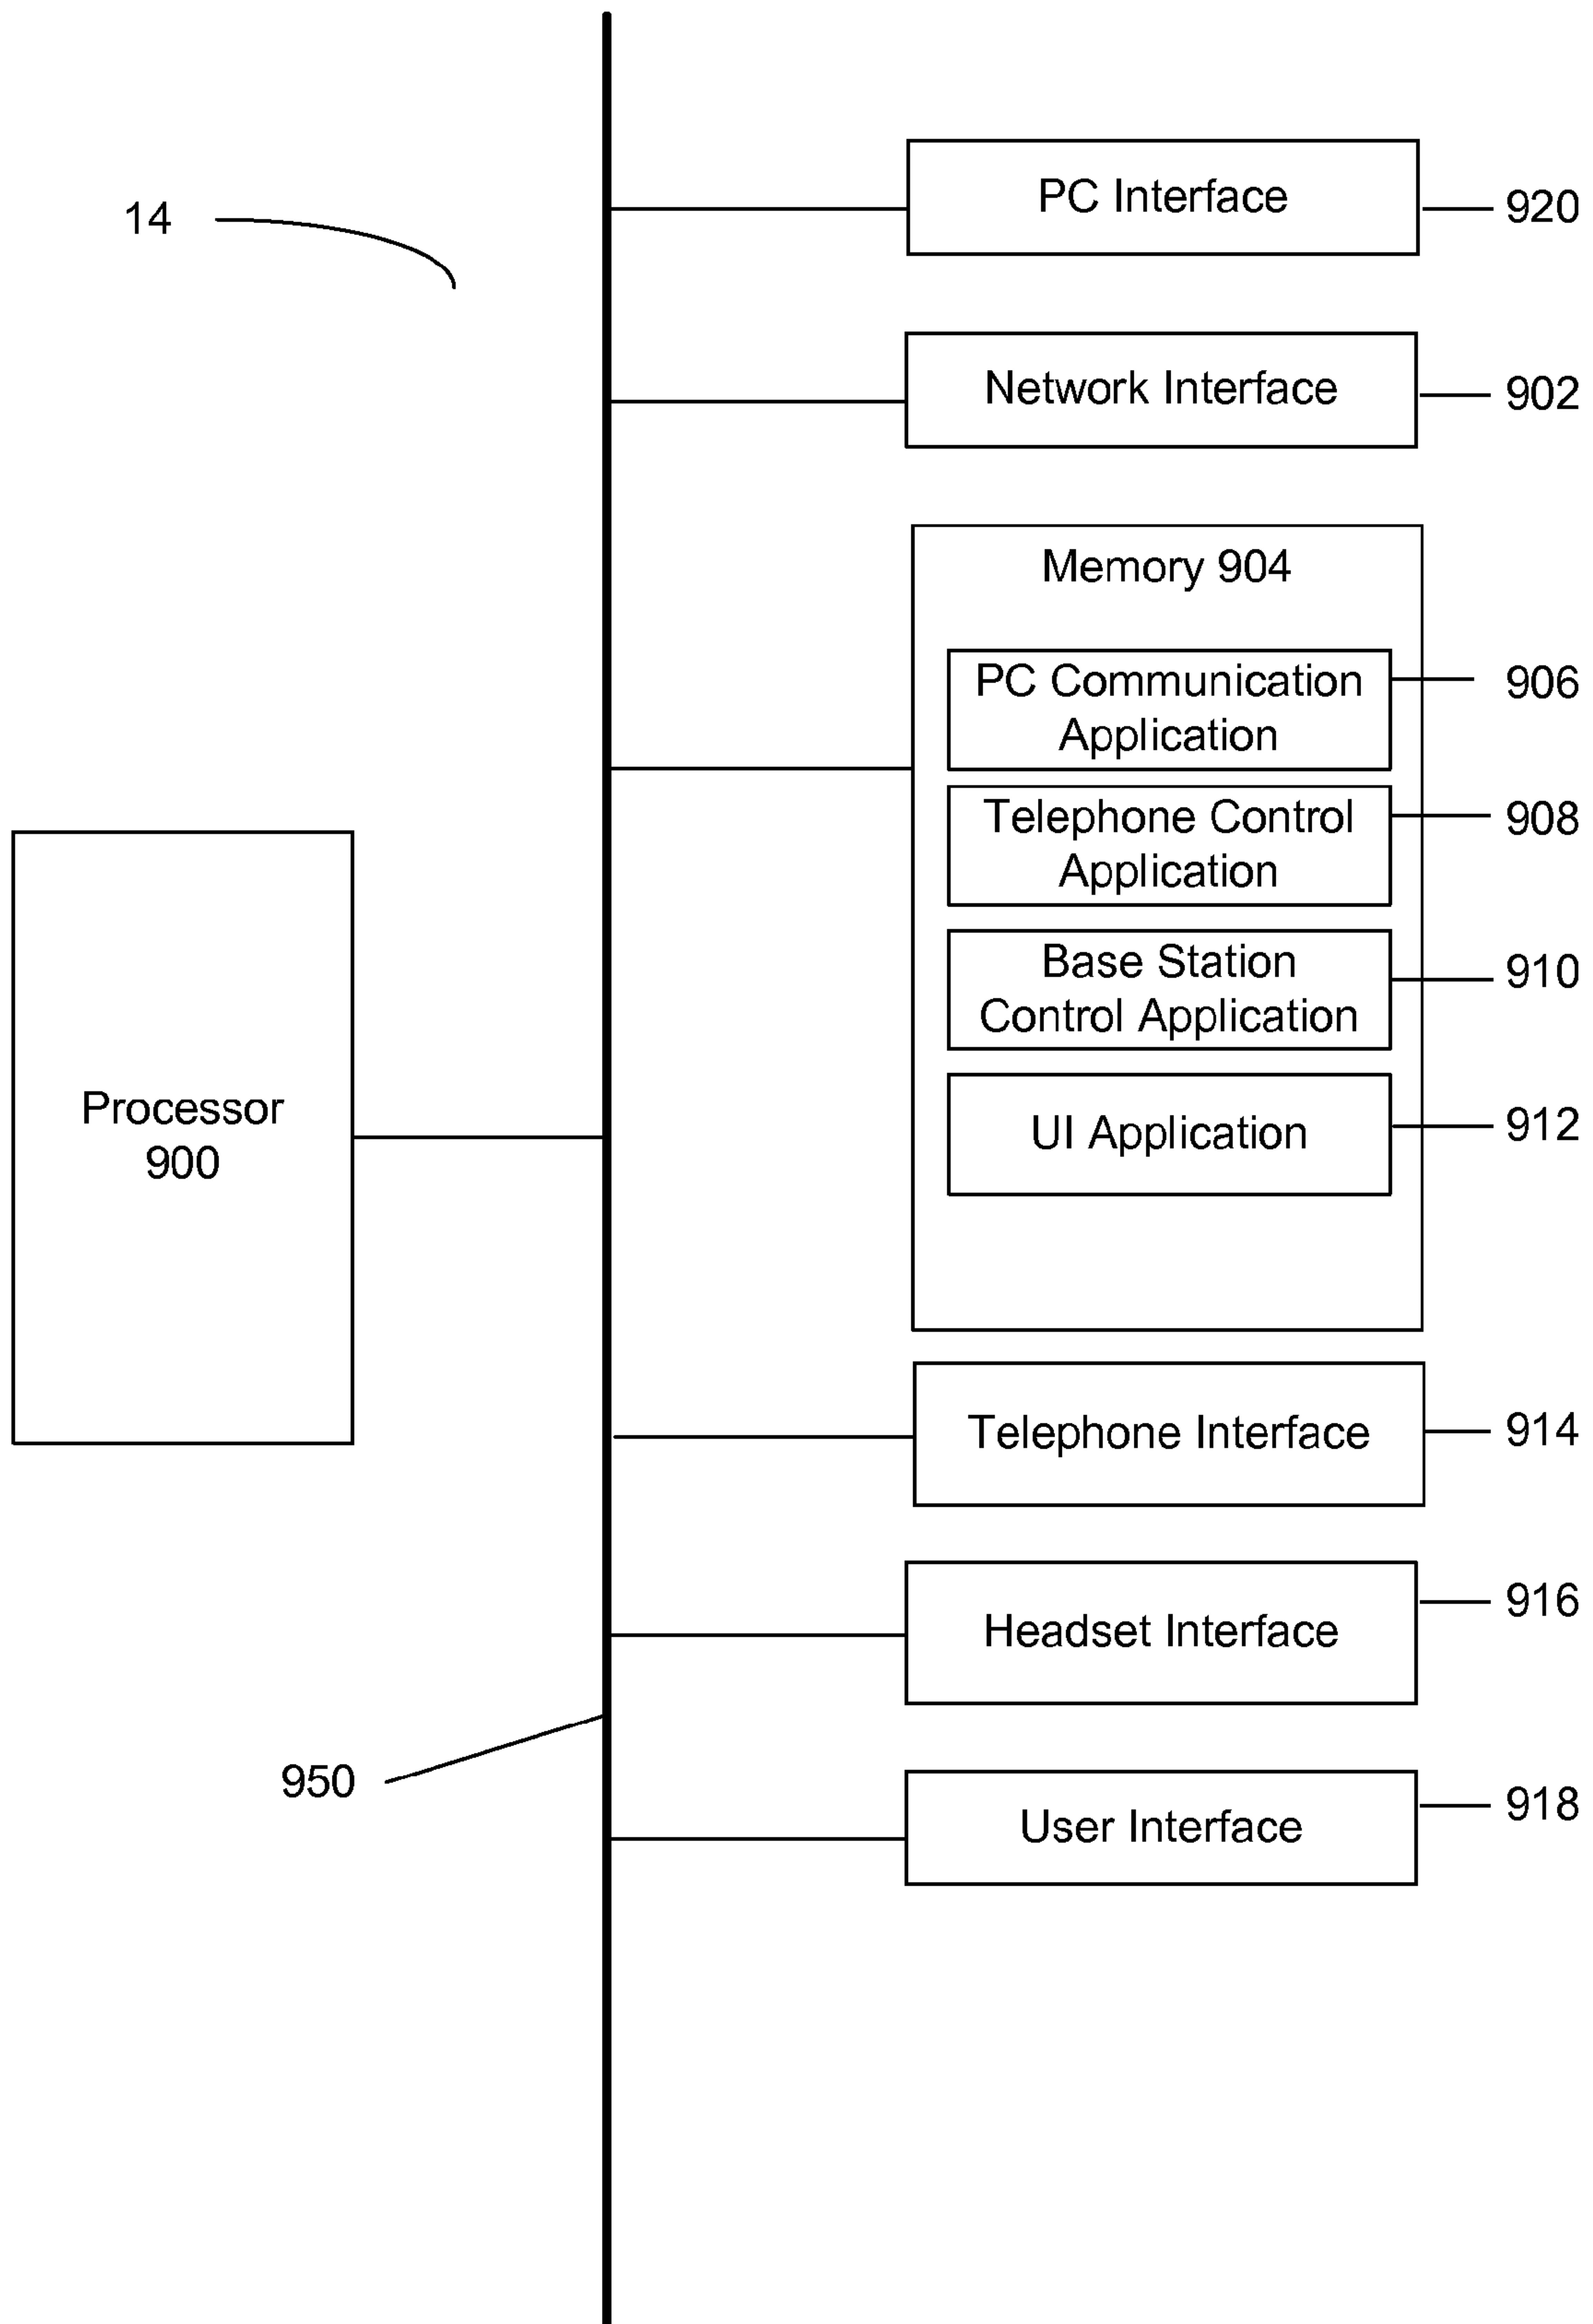 14
PC Interface
920
Network Interface
902
Memory 904
PC Communication
Application
906
Telephone Control
Application
908
Base Station
Control Application
910
UI Application
912
Processor
900
Telephone Interface
914
Headset Interface
916
950
User Interface
918